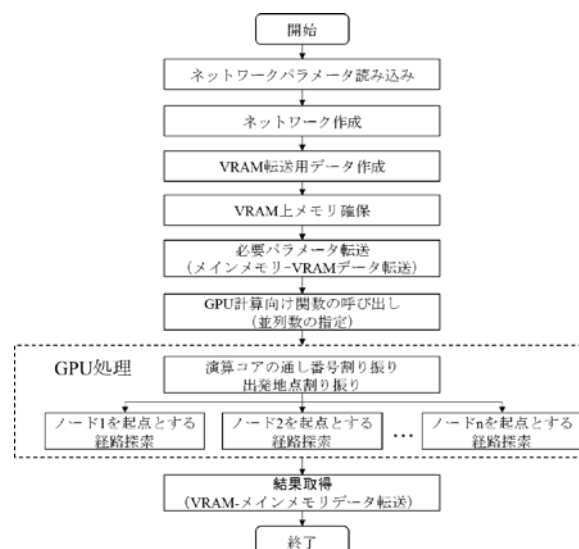 開始
ネットワークパラメータ読み込み
ネットワーク作成
VRAM転送用データ作成
VRAM上メモリ確保
必要パラメータ転送
(メインメモリ-VRAMデータ転送)
GPU計算向け関数の呼び出し
(並列数の指定)
GPU処理
演算コアの通し番号割り振り
出発地点割り振り
ノード1を起点とする
経路探索
ノード2を起点とする
経路探索
…
ノードnを起点とする
経路探索
結果取得
(VRAM-メインメモリデータ転送)
終了